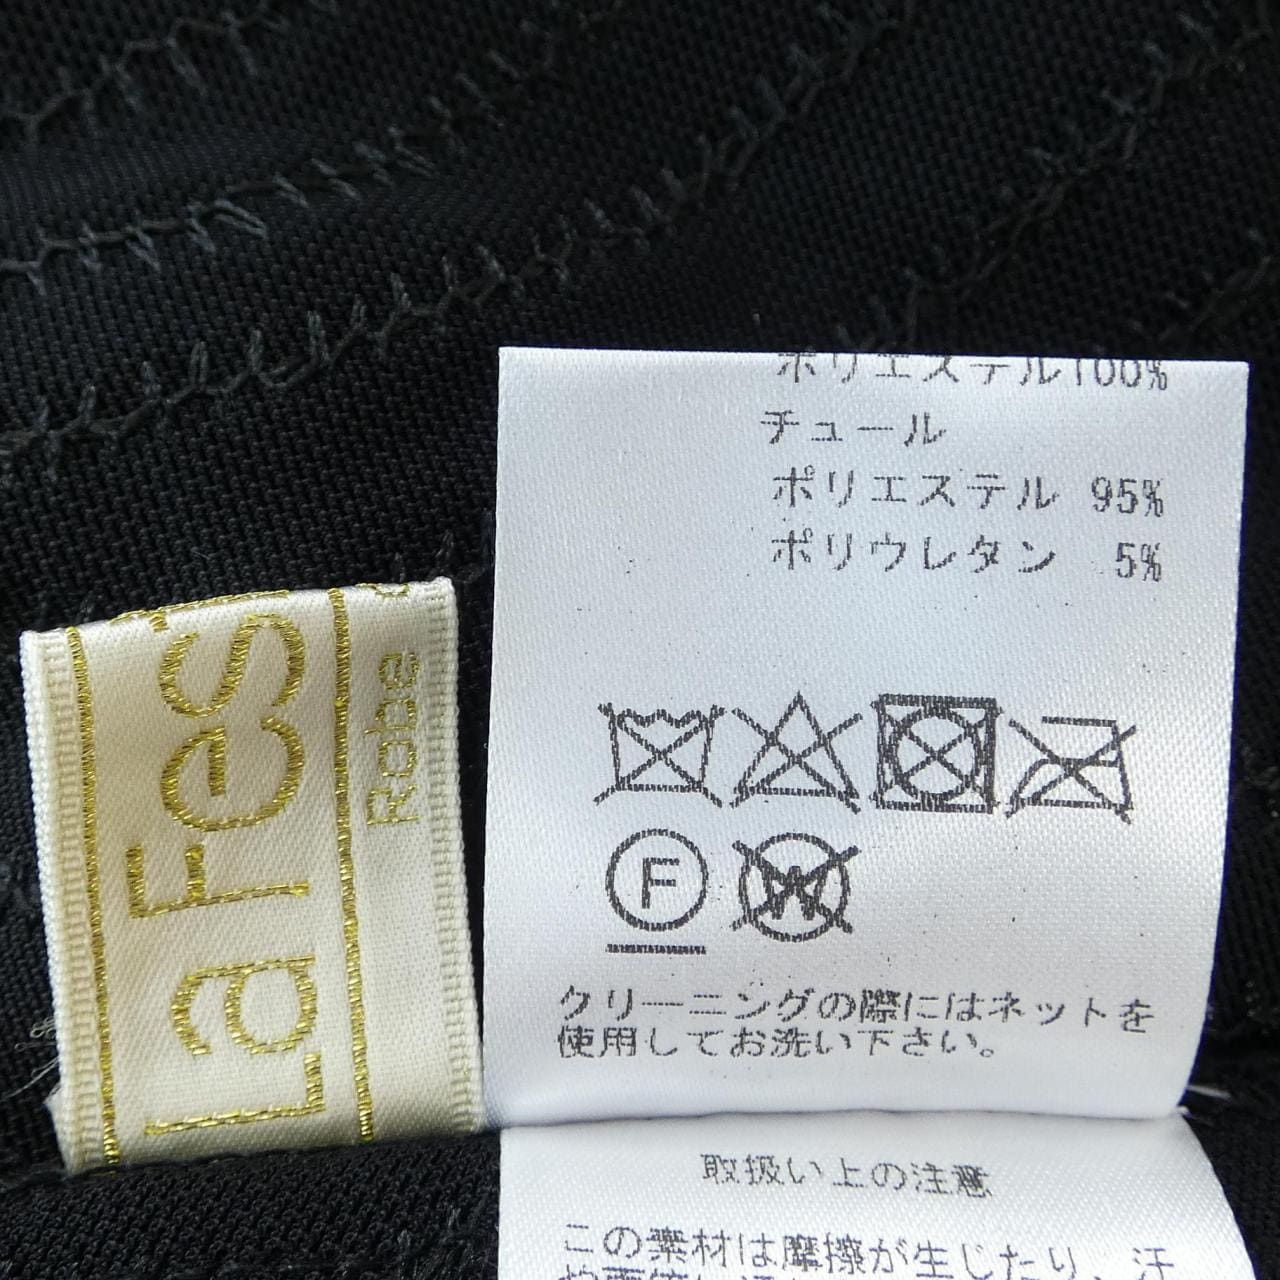 ポリエステル100%
チュール
ポリエステル 95%
ポリウレタン 5%
F
W
クリーニングの際にはネットを
使用してお洗い下さい。
取扱い上の注意
この素材は摩擦が生じたり、汗
La Fes
Robe